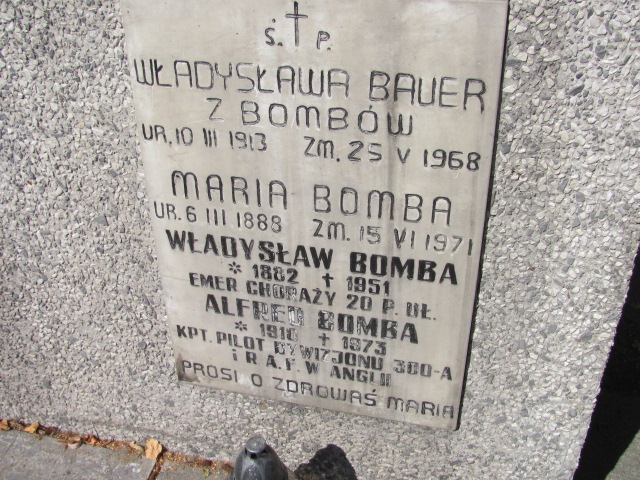 Ś. † P.
WŁADYSŁAWA BAUER
Z BOMBÓW
UR. 10 III 1913 ZM. 25 V 1968
MARIA BOMBA
UR. 6 III 1888 ZM. 15 VI 1971
WŁADYSŁAW BOMBA
* 1882 † 1951
EMER CHORĄŻY 20 P. UŁ.
ALFRED BOMBA
* 1918 † 1973
KPT. PILOT DYWIZJONU 300-A
i R A.F. W ANGLII
PROSI O ZDROWAŚ MARIA